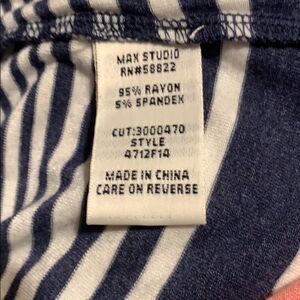 MAX STUDIO
RN#58822
95% RAYON
5% SPANDEX
CUT:3000470
STYLE
4712F14
MADE IN CHINA
CARE ON REVERSE